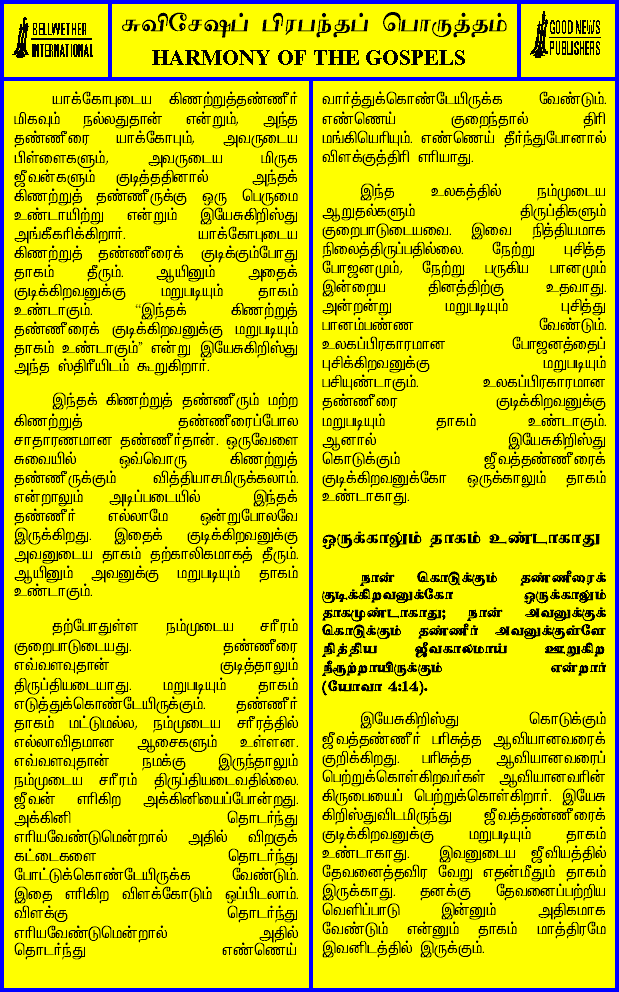 BELLWETHER
INTERNATIONAL
சுவிசேஷப் பிரபந்தப் பொருத்தம்
HARMONY OF THE GOSPELS
GOOD NEWS
PUBLISHERS
யாக்கோபுடைய கிணற்றுத்தண்ணீர்
மிகவும் நல்லதுதான் என்றும், அந்த
தண்ணீரை யாக்கோபும், அவருடைய
பிள்ளைகளும், அவருடைய மிருக
ஜீவன்களும் குடித்ததினால் அந்தக்
கிணற்றுத் தண்ணீருக்கு ஒரு பெருமை
உண்டாயிற்று என்றும் இயேசுகிறிஸ்து
அங்கீகரிக்கிறார். யாக்கோபுடைய
கிணற்றுத் தண்ணீரைக் குடிக்கும்போது
தாகம் தீரும். ஆயினும் அதைக்
குடிக்கிறவனுக்கு மறுபடியும் தாகம்
உண்டாகும். “இந்தக் கிணற்றுத்
தண்ணீரைக் குடிக்கிறவனுக்கு மறுபடியும்
தாகம் உண்டாகும்” என்று இயேசுகிறிஸ்து
அந்த ஸ்திரீயிடம் கூறுகிறார்.
இந்தக் கிணற்றுத் தண்ணீரும் மற்ற
கிணற்றுத் தண்ணீரைப்போல
சாதாரணமான தண்ணீர்தான். ஒருவேளை
சுவையில் ஒவ்வொரு கிணற்றுத்
தண்ணீருக்கும் வித்தியாசமிருக்கலாம்.
என்றாலும் அடிப்படையில் இந்தக்
தண்ணீர் எல்லாமே ஒன்றுபோலவே
இருக்கிறது. இதைக் குடிக்கிறவனுக்கு
அவனுடைய தாகம் தற்காலிகமாகத் தீரும்.
ஆயினும் அவனுக்கு மறுபடியும் தாகம்
உண்டாகும்.
தற்போதுள்ள நம்முடைய சரீரம்
குறைபாடுடையது. தண்ணீரை
எவ்வளவுதான் குடித்தாலும்
திருப்தியடையாது. மறுபடியும் தாகம்
எடுத்துக்கொண்டேயிருக்கும். தண்ணீர்
தாகம் மட்டுமல்ல, நம்முடைய சரீரத்தில்
எல்லாவிதமான ஆசைகளும் உள்ளன.
எவ்வளவுதான் நமக்கு இருந்தாலும்
நம்முடைய சரீரம் திருப்தியடைவதில்லை.
ஜீவன் எரிகிற அக்கினியைப்போன்றது.
அக்கினி தொடர்ந்து
எரியவேண்டுமென்றால் அதில் விறகுக்
கட்டைகளை தொடர்ந்து
போட்டுக்கொண்டேயிருக்க வேண்டும்.
இதை எரிகிற விளக்கோடும் ஒப்பிடலாம்.
விளக்கு தொடர்ந்து
எரியவேண்டுமென்றால் அதில்
தொடர்ந்து எண்ணெய்
வார்த்துக்கொண்டேயிருக்க வேண்டும்.
எண்ணெய் குறைந்தால் திரி
மங்கியெரியும். எண்ணெய் தீர்ந்துபோனால்
விளக்குத்திரி எரியாது.
இந்த உலகத்தில் நம்முடைய
ஆறுதல்களும் திருப்திகளும்
குறைபாடுடையவை. இவை நித்தியமாக
நிலைத்திருப்பதில்லை. நேற்று புசித்த
போஜனமும், நேற்று பருகிய பானமும்
இன்றைய தினத்திற்கு உதவாது.
அன்றன்று மறுபடியும் புசித்து
பானம்பண்ண வேண்டும்.
உலகப்பிரகாரமான போஜனத்தைப்
புசிக்கிறவனுக்கு மறுபடியும்
பசியுண்டாகும். உலகப்பிரகாரமான
தண்ணீரை குடிக்கிறவனுக்கு
மறுபடியும் தாகம் உண்டாகும்.
ஆனால் இயேசுகிறிஸ்து
கொடுக்கும் ஜீவத்தண்ணீரைக்
குடிக்கிறவனுக்கோ ஒருக்காலும் தாகம்
உண்டாகாது.
ஒருக்காலும் தாகம் உண்டாகாது
நான் கொடுக்கும் தண்ணீரைக்
குடிக்கிறவனுக்கோ ஒருக்காலும்
தாகமுண்டாகாது; நான் அவனுக்குக்
கொடுக்கும் தண்ணீர் அவனுக்குள்ளே
நித்திய ஜீவகாலமாய் ஊறுகிற
நீரூற்றாயிருக்கும் என்றார்
(யோவா 4:14).
இயேசுகிறிஸ்து கொடுக்கும்
ஜீவத்தண்ணீர் பரிசுத்த ஆவியானவரைக்
குறிக்கிறது. பரிசுத்த ஆவியானவரைப்
பெற்றுக்கொள்கிறவர்கள் ஆவியானவரின்
கிருபையைப் பெற்றுக்கொள்கிறார். இயேசு
கிறிஸ்துவிடமிருந்து ஜீவத்தண்ணீரைக்
குடிக்கிறவனுக்கு மறுபடியும் தாகம்
உண்டாகாது. இவனுடைய ஜீவியத்தில்
தேவனைத்தவிர வேறு எதன்மீதும் தாகம்
இருக்காது. தனக்கு தேவனைப்பற்றிய
வெளிப்பாடு இன்னும் அதிகமாக
வேண்டும் என்னும் தாகம் மாத்திரமே
இவனிடத்தில் இருக்கும்.